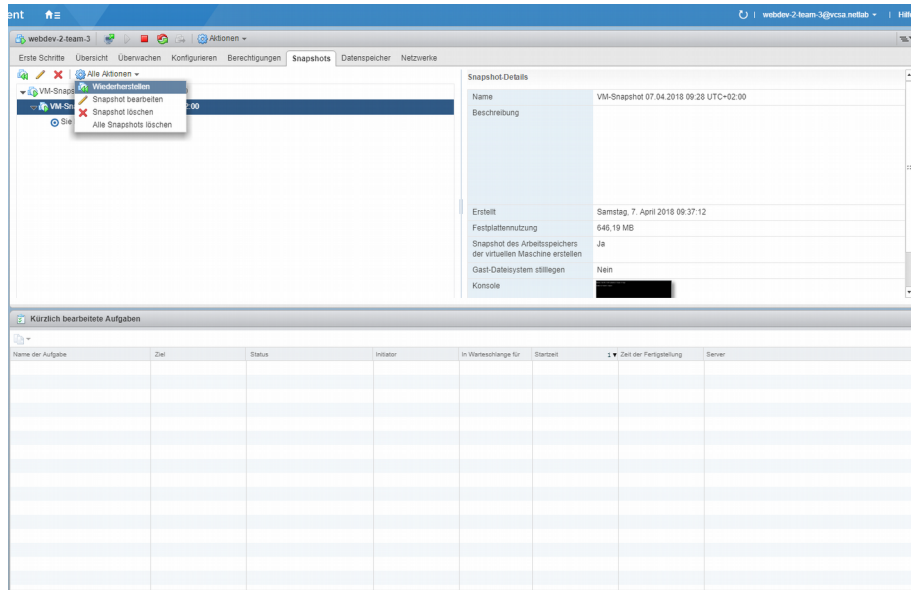 ent
webdev-2-team-3@vcsa.netlab
Hilfe
webdev-2-team-3
Aktionen
Erste Schritte Übersicht Überwachen Konfigurieren Berechtigungen Snapshots Datenspeicher Netzwerke
Alle Aktionen
VM-Snaps
Wiederherstellen
VM-Sn
2:00
Snapshot bearbeiten
Sie
Snapshot löschen
Alle Snapshots löschen
Snapshot-Details
Name VM-Snapshot 07.04.2018 09:28 UTC+02:00
Beschreibung
Erstellt Samstag, 7. April 2018 09:37:12
Festplattennutzung 646,19 MB
Snapshot des Arbeitsspeichers Ja
der virtuellen Maschine erstellen
Gast-Dateisystem stilllegen Nein
Konsole
Kürzlich bearbeitete Aufgaben
Name der Aufgabe Ziel Status Initiator In Warteschlange für Startzeit 1 Zeit der Fertigstellung Server